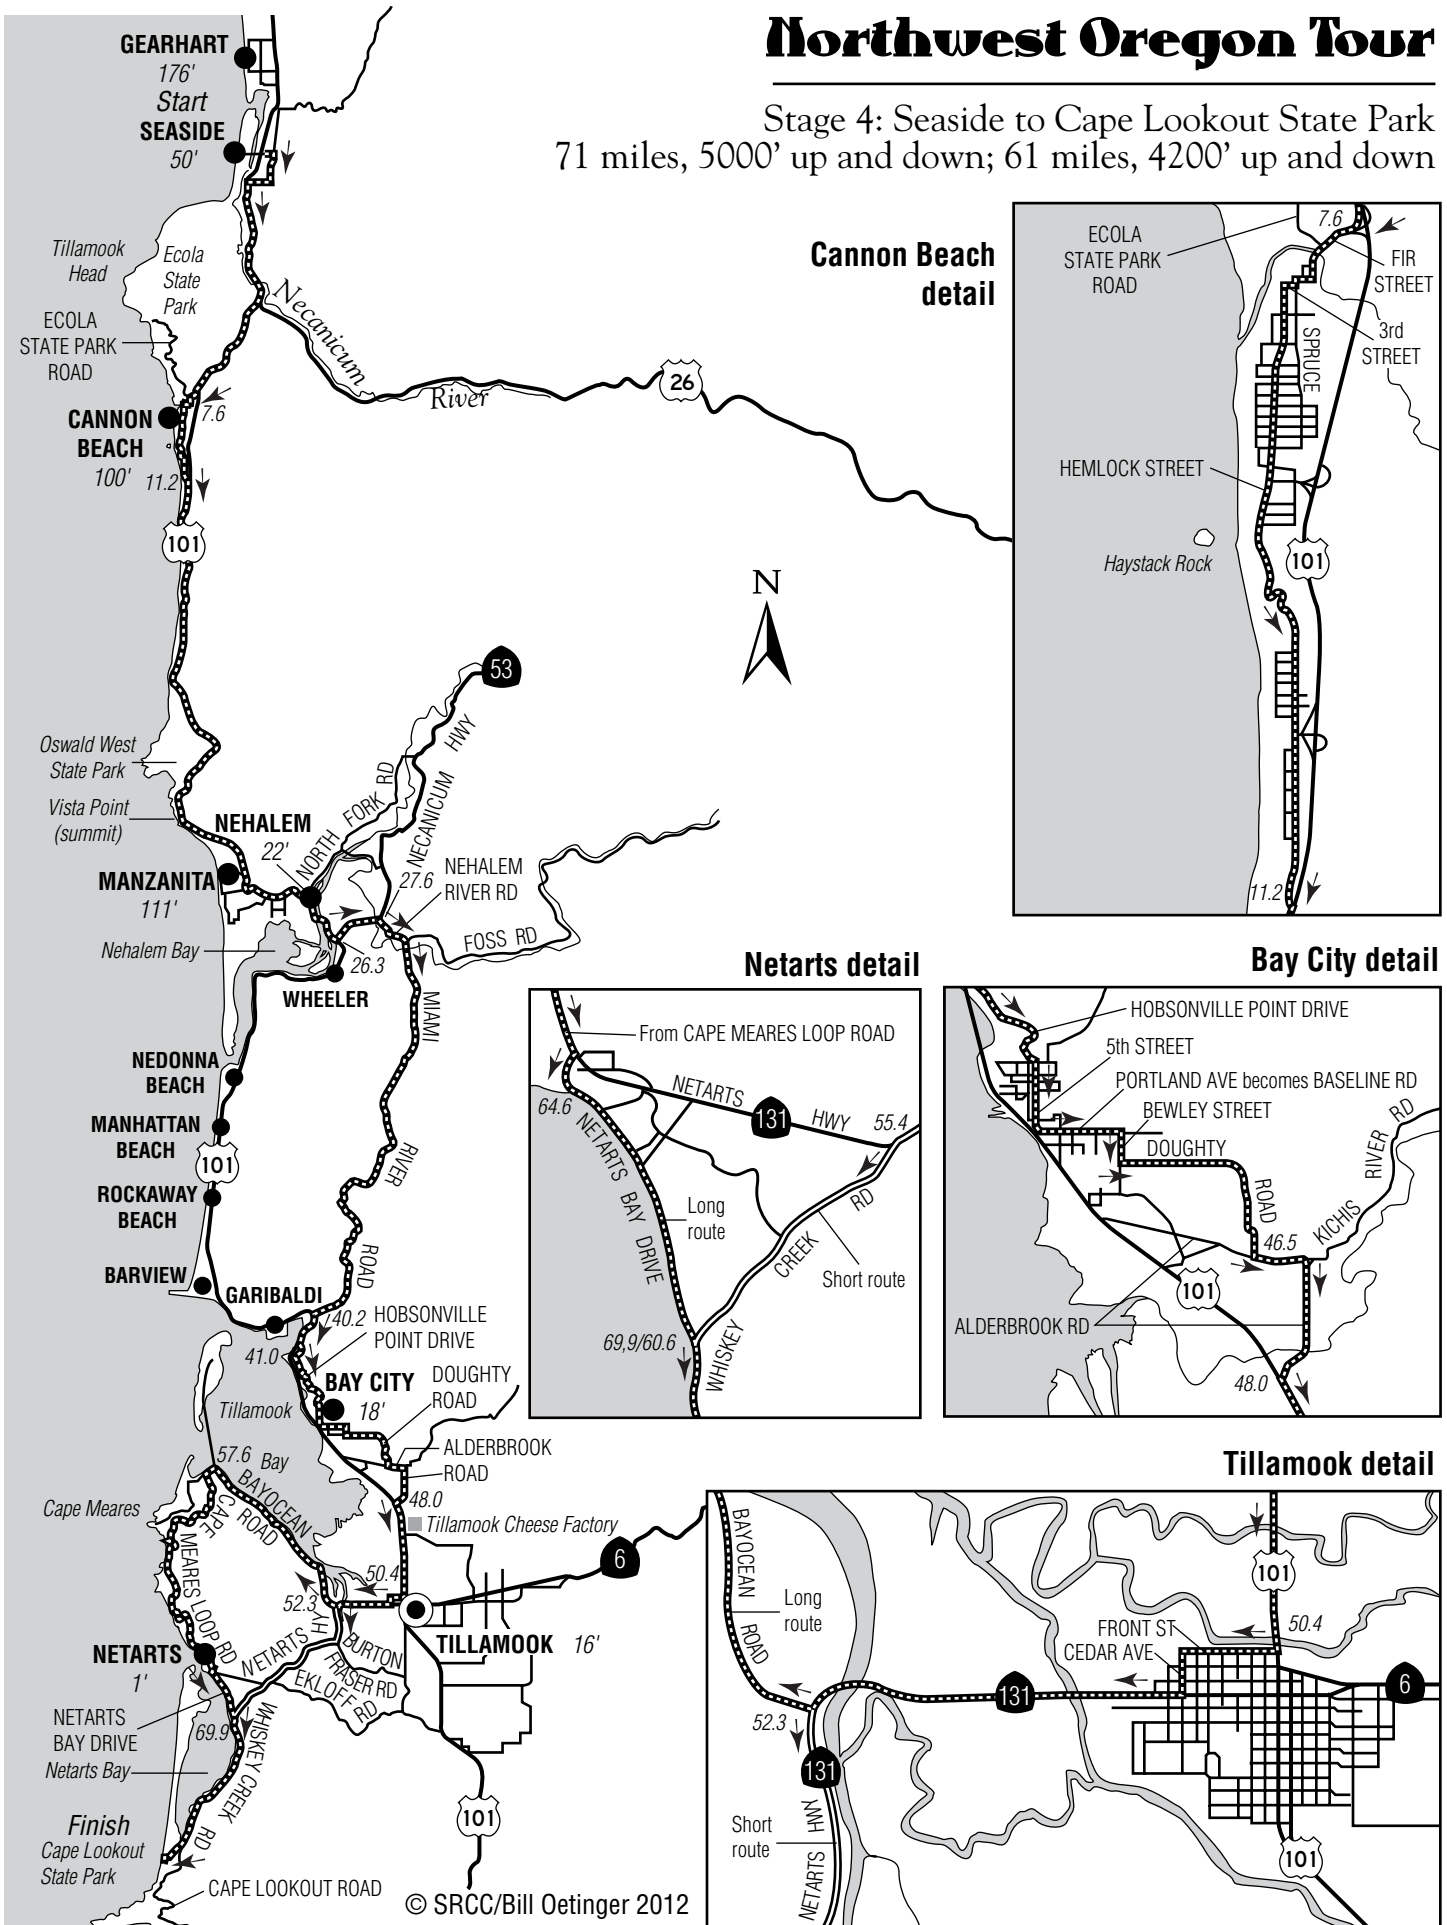 Northwest Oregon Tour
Stage 4: Seaside to Cape Lookout State Park
71 miles, 5000' up and down; 61 miles, 4200' up and down
GEARHART
176'
Start
SEASIDE
50'
Tillamook
Head
Ecola
State
Park
ECOLA
STATE PARK
ROAD
Necanicum
River
26
CANNON
BEACH
100'
7.6
11.2
101
N
53
Oswald West
State Park
Vista Point
(summit)
NEHALEM
22'
NORTH FORK RD
NECANICUM HWY
MANZANITA
111'
27.6
NEHALEM
RIVER RD
FOSS RD
Nehalem Bay
26.3
WHEELER
MIAMI RIVER ROAD
NEDONNA
BEACH
MANHATTAN
BEACH
101
ROCKAWAY
BEACH
BARVIEW
GARIBALDI
40.2
HOBSONVILLE
POINT DRIVE
41.0
BAY CITY
18'
DOUGHTY
ROAD
Tillamook
Bay
ALDERBROOK
ROAD
57.6
BAYOCEAN ROAD
48.0
Tillamook Cheese Factory
Cape Meares
CAPE MEARES LOOP RD
6
50.4
52.3
TILLAMOOK 16'
NETARTS HY
BURTON
FRASER RD
EKLOFF RD
NETARTS
1'
NETARTS
BAY DRIVE
69.9
Netarts Bay
WHISKEY CREEK RD
101
Finish
Cape Lookout
State Park
CAPE LOOKOUT ROAD
© SRCC/Bill Oetinger 2012
Cannon Beach
detail
ECOLA
STATE PARK
ROAD
7.6
FIR
STREET
3rd
STREET
SPRUCE
HEMLOCK STREET
Haystack Rock
101
11.2
Netarts detail
From CAPE MEARES LOOP ROAD
NETARTS HWY
131
55.4
64.6
NETARTS BAY DRIVE
Long
route
WHISKEY CREEK RD
Short route
69,9/60.6
Bay City detail
HOBSONVILLE POINT DRIVE
5th STREET
PORTLAND AVE becomes BASELINE RD
BEWLEY STREET
DOUGHTY ROAD
KICHIS RIVER RD
46.5
101
ALDERBROOK RD
48.0
Tillamook detail
BAYOCEAN ROAD
Long
route
101
50.4
FRONT ST
CEDAR AVE
131
6
52.3
131
Short
route
NETARTS HWY
101